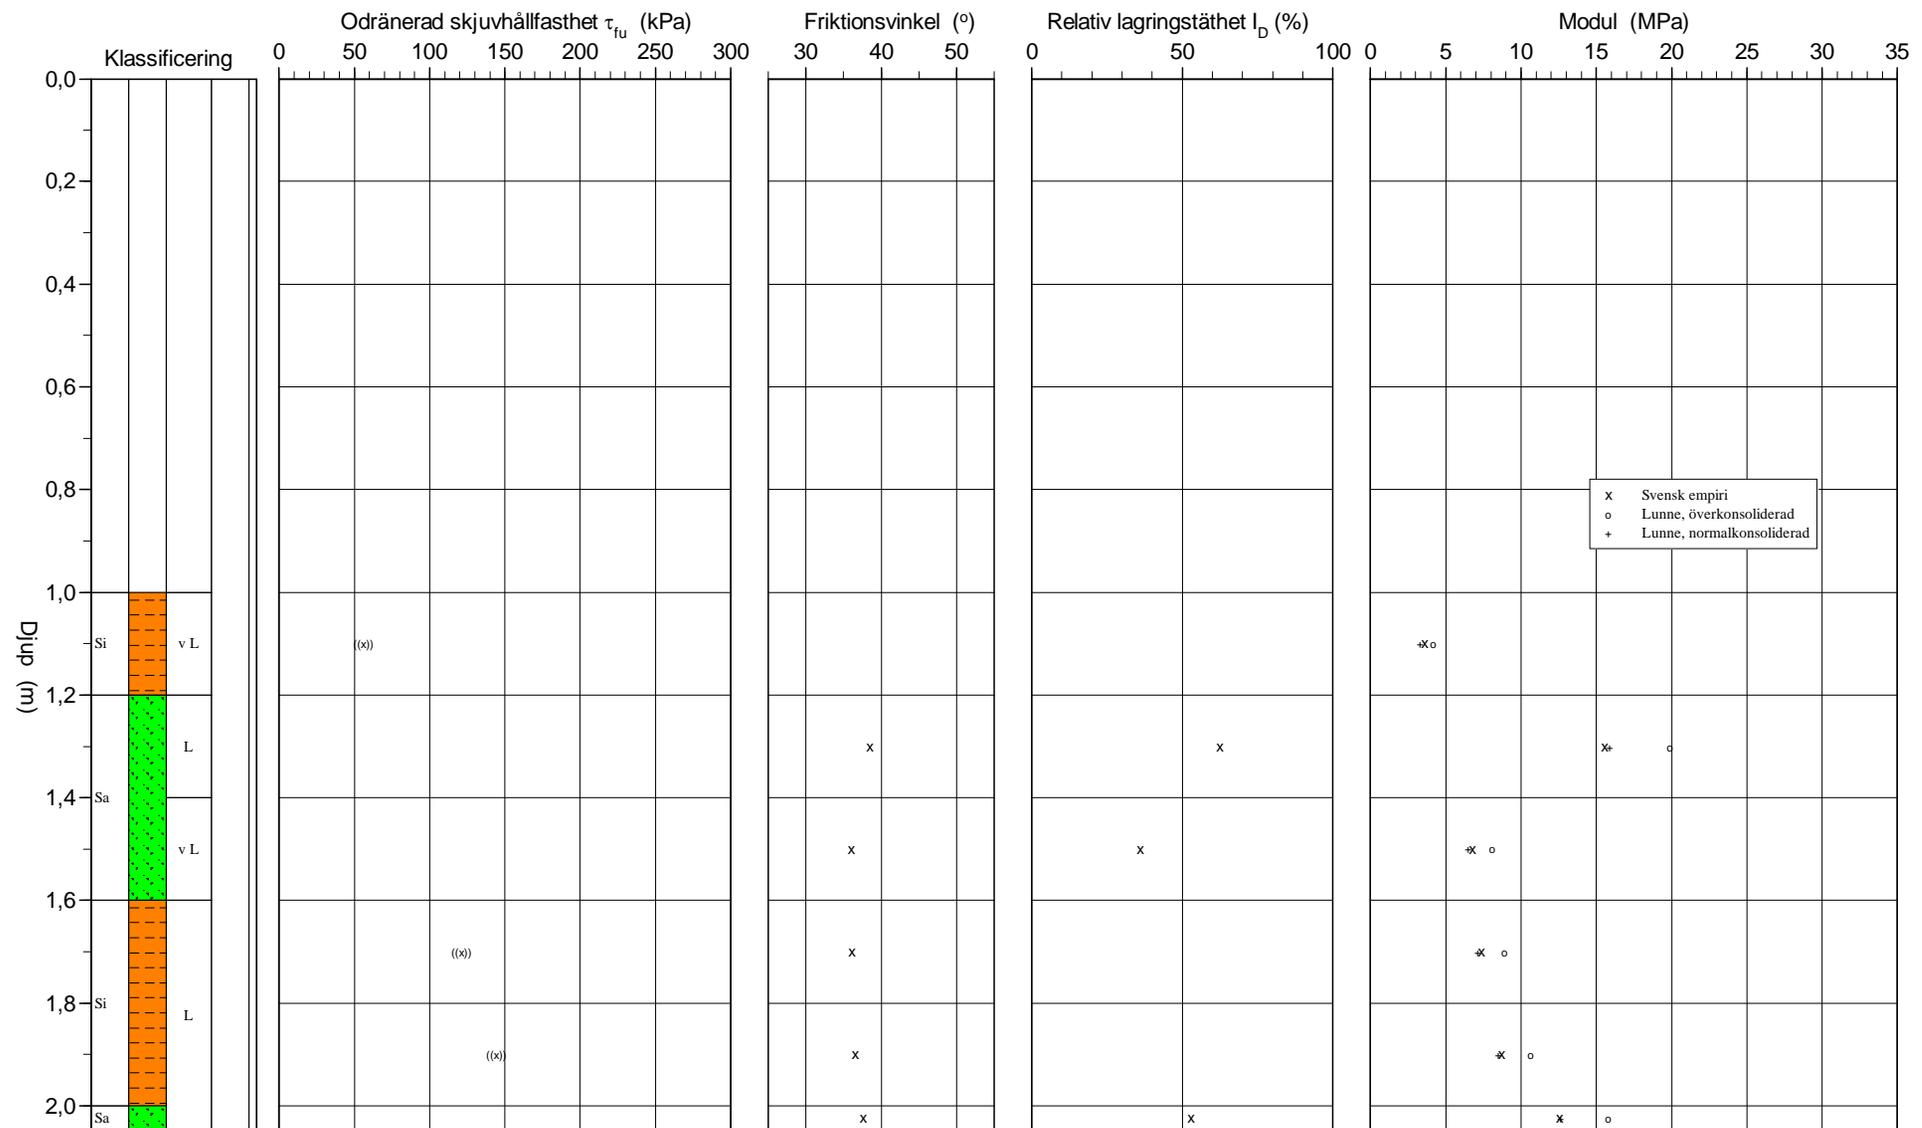 Odränerad skjuvhållfasthet τfu (kPa) Friktionsvinkel (°) Relativ lagringstäthet ID (%) Modul (MPa)
Klassificering
0 50 100 150 200 250 300 30 40 50 0 50 100 0 5 10 15 20 25 30 35
0,0
0,2
0,4
0,6
0,8
x Svensk empiri
o Lunne, överkonsoliderad
+ Lunne, normalkonsoliderad
1,0
Djup (m)
Si v L ((x))
1,2
L
1,4 Sa
v L
1,6
((x))
1,8 Si
L
((x))
2,0
Sa